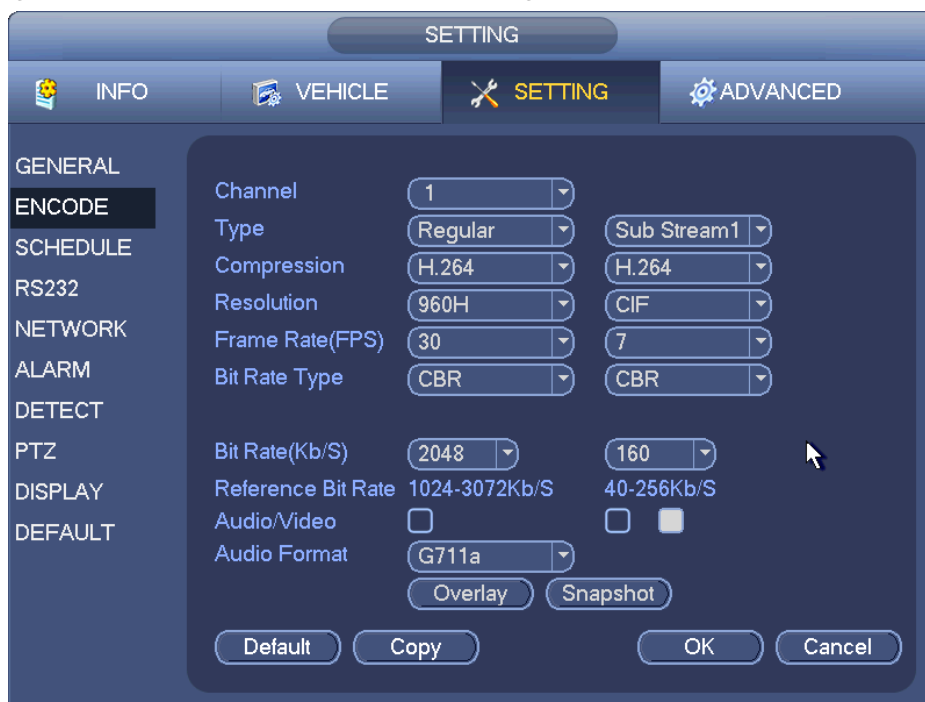 SETTING
INFO VEHICLE SETTING ADVANCED
GENERAL
ENCODE
SCHEDULE
RS232
NETWORK
ALARM
DETECT
PTZ
DISPLAY
DEFAULT
Channel 1
Type Regular Sub Stream1
Compression H.264 H.264
Resolution 960H CIF
Frame Rate(FPS) 30 7
Bit Rate Type CBR CBR
Bit Rate(Kb/S) 2048 160
Reference Bit Rate 1024-3072Kb/S 40-256Kb/S
Audio/Video
Audio Format G711a
Overlay Snapshot
Default Copy OK Cancel